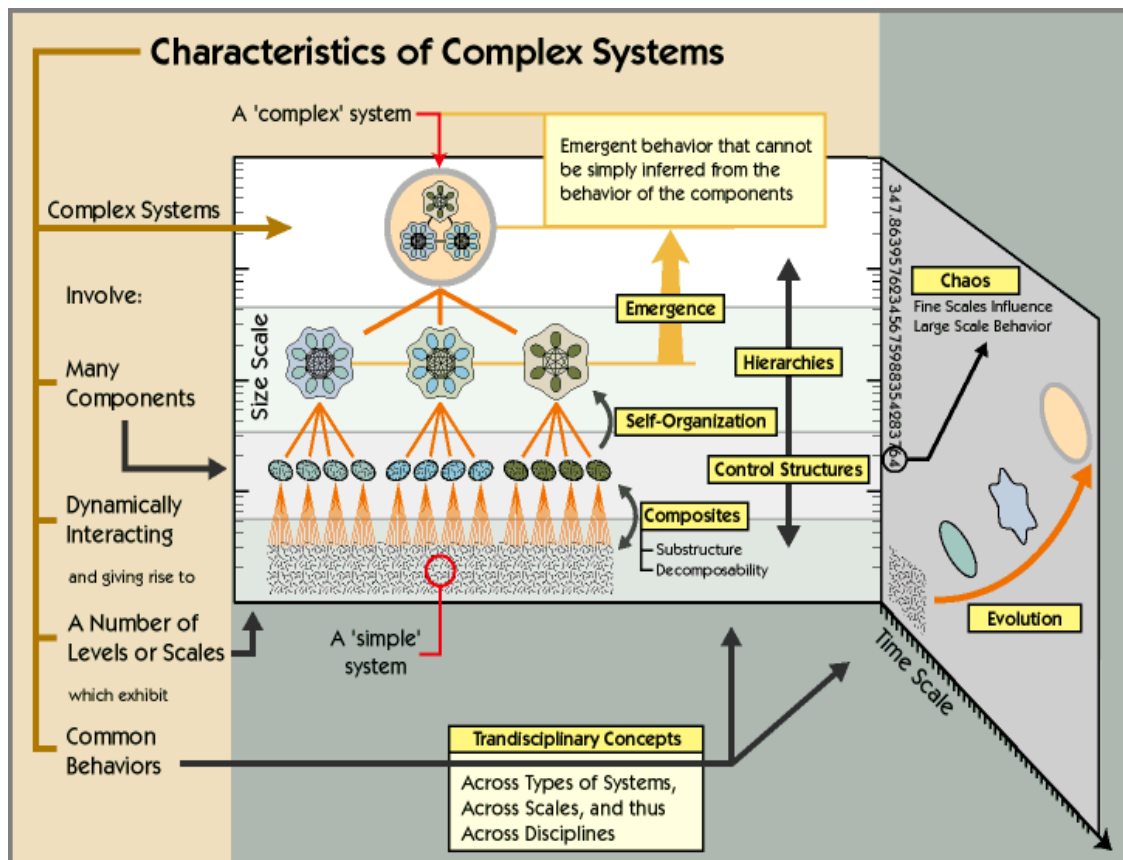 Characteristics of Complex Systems
A 'complex' system
Emergent behavior that cannot
be simply inferred from the
behavior of the components
Complex Systems
Involve:
Many
Components
Dynamically
Interacting
and giving rise to
A Number of
Levels or Scales
which exhibit
Common
Behaviors
Size Scale
Emergence
Hierarchies
Self-Organization
Control Structures
Composites
Substructure
Decomposability
A 'simple'
system
Trandisciplinary Concepts
Across Types of Systems,
Across Scales, and thus
Across Disciplines
347.86395762345675988354283764
Chaos
Fine Scales Influence
Large Scale Behavior
Evolution
Time Scale